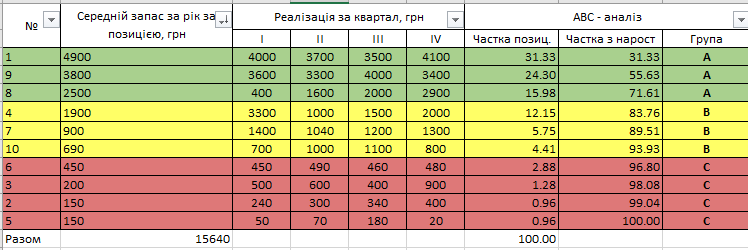 № Середній запас за рік за позицією, грн Реалізація за квартал, грн АВС - аналіз
I II III IV Частка позиц. Частка з нарост Група
1 4900 4000 3700 3500 4100 31.33 31.33 А
9 3800 3600 3300 4000 3400 24.30 55.63 А
8 2500 400 1600 2000 2900 15.98 71.61 А
4 1900 3300 1000 1500 2000 12.15 83.76 В
7 900 1400 1040 1200 1300 5.75 89.51 В
10 690 700 1000 1100 800 4.41 93.93 В
6 450 450 490 460 480 2.88 96.80 С
3 200 500 600 400 900 1.28 98.08 С
2 150 240 300 340 400 0.96 99.04 С
5 150 50 70 180 20 0.96 100.00 С
Разом 15640 100.00